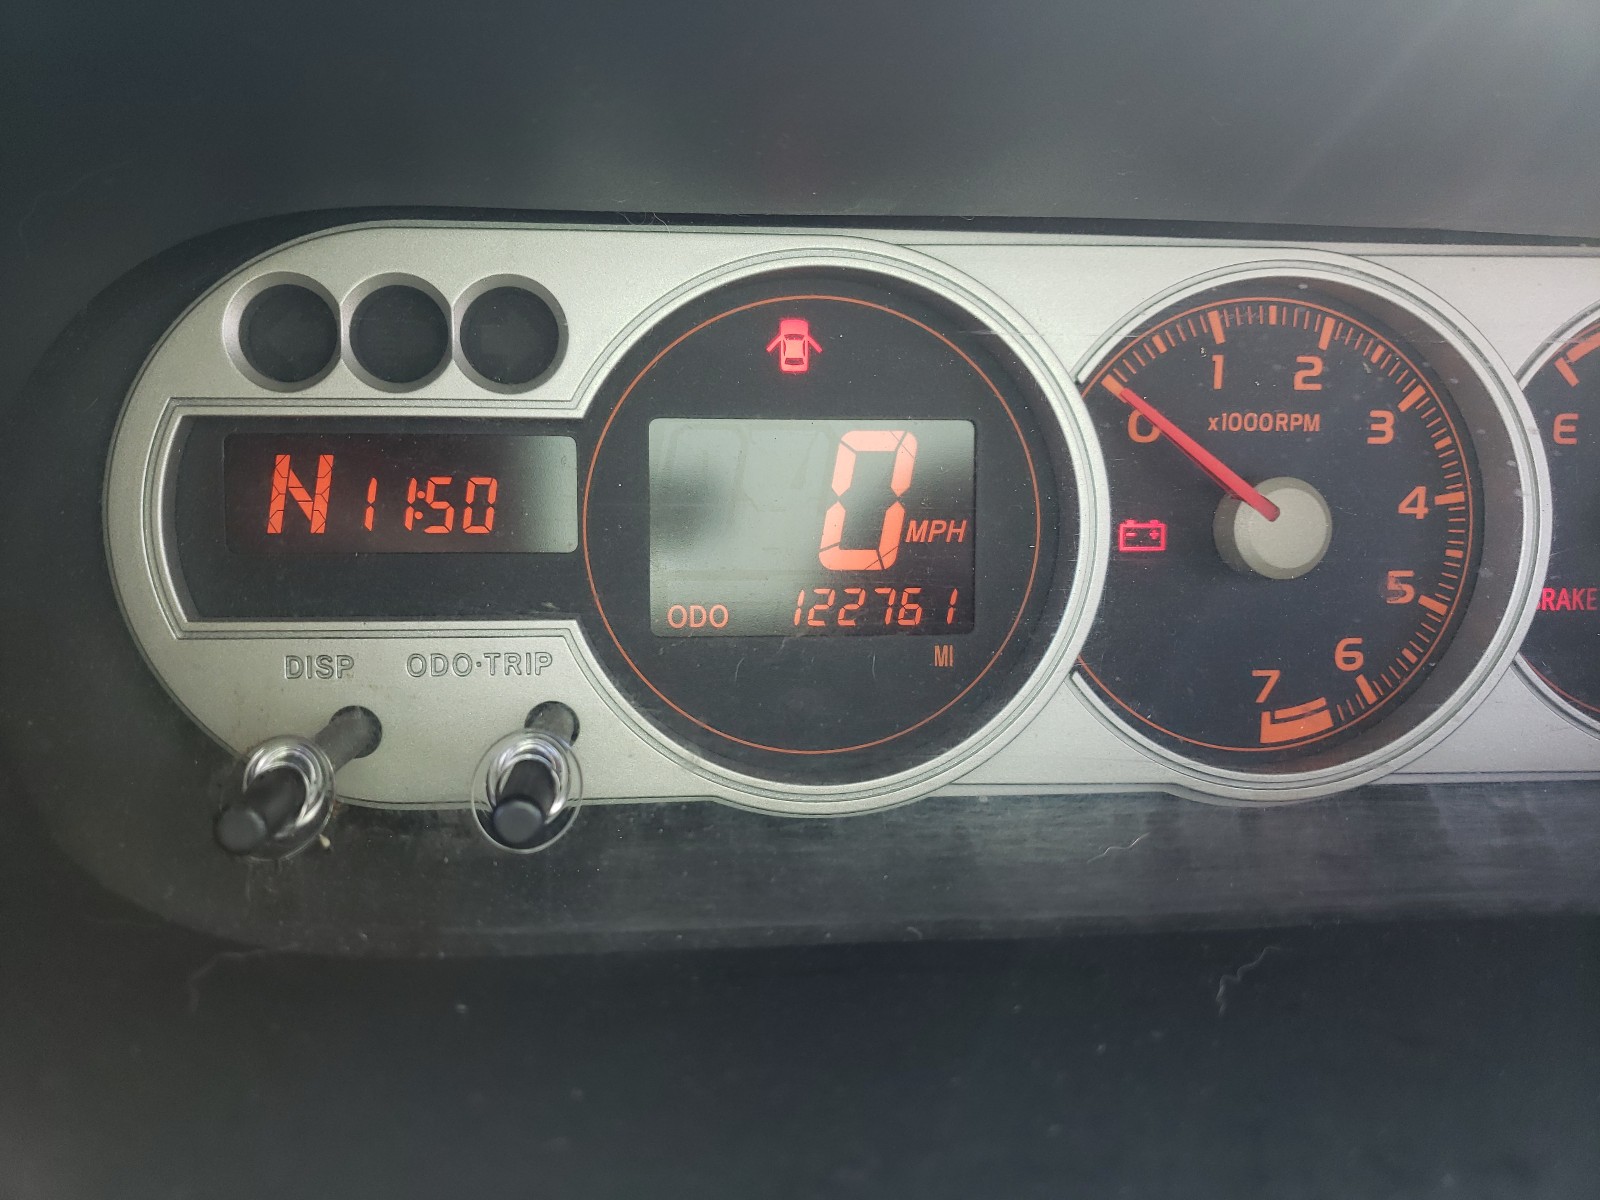 N 11:50
DISP ODO·TRIP
0 MPH
ODO 122761
MI
0 1 2 3 4 5 6 7
x1000RPM
- +
E
BRAKE